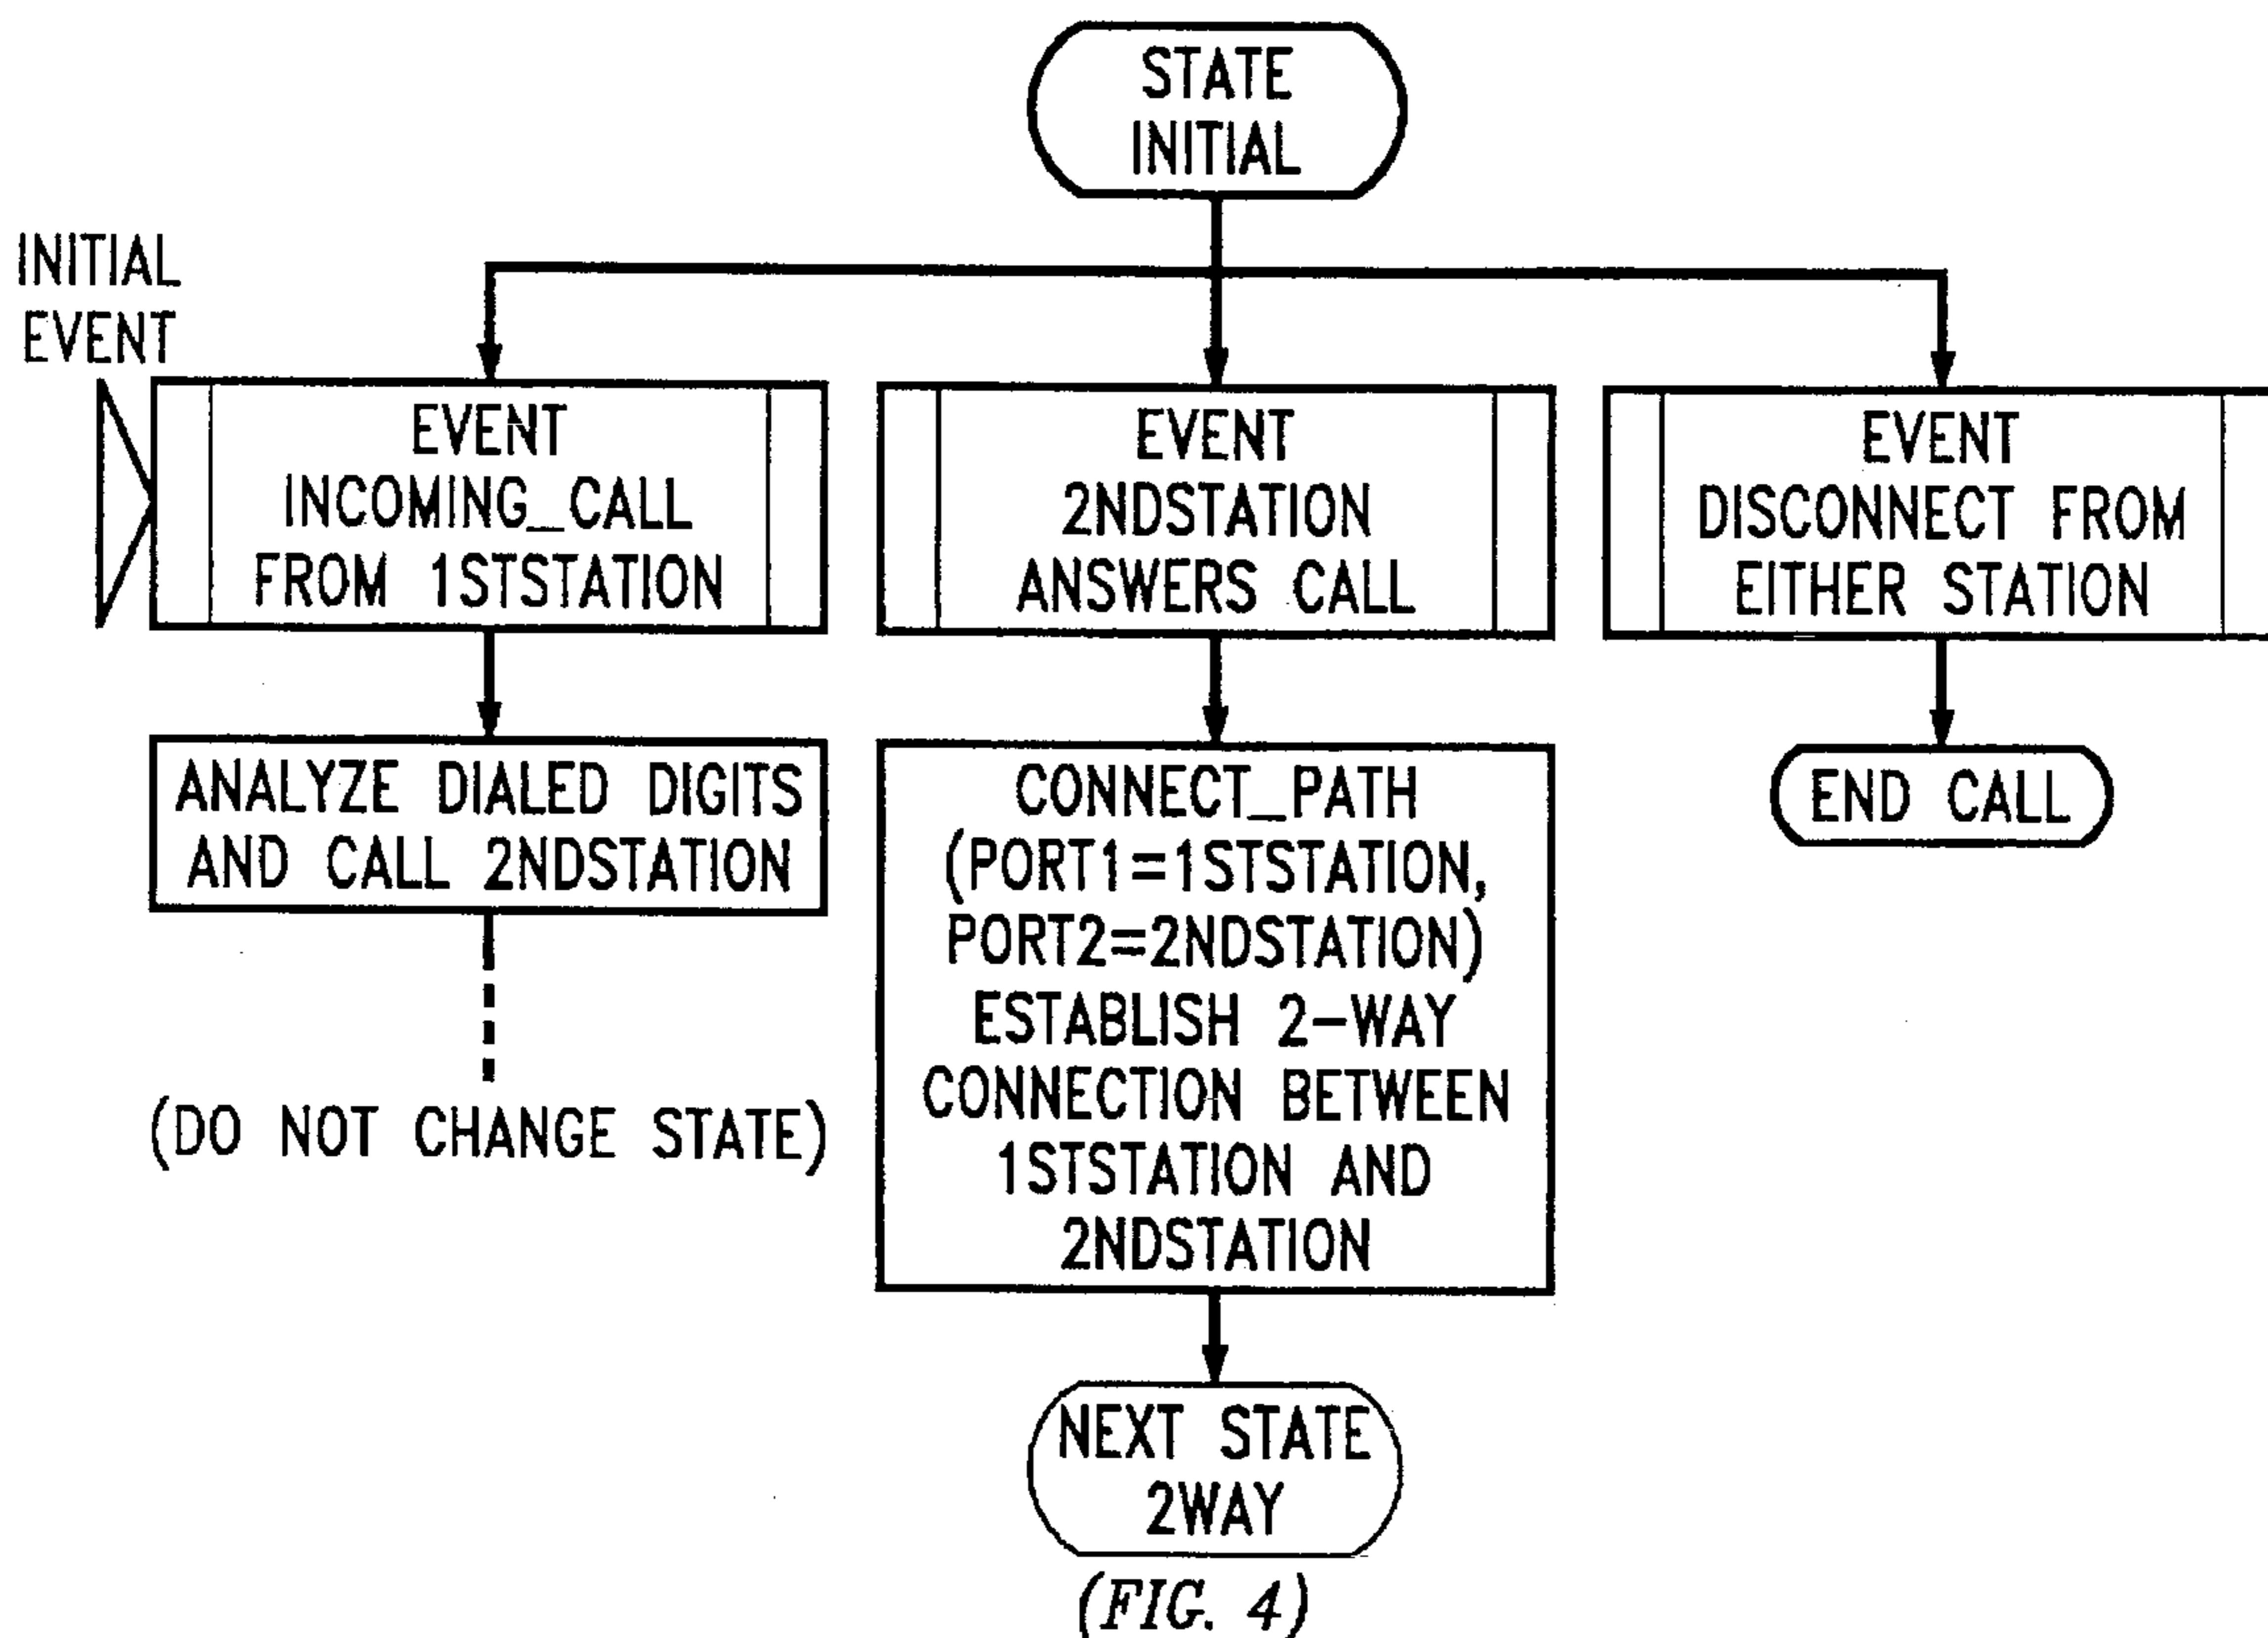 STATE
INITIAL
INITIAL
EVENT
EVENT
INCOMING_CALL
FROM 1STSTATION
EVENT
2NDSTATION
ANSWERS CALL
EVENT
DISCONNECT FROM
EITHER STATION
ANALYZE DIALED DIGITS
AND CALL 2NDSTATION
(DO NOT CHANGE STATE)
CONNECT_PATH
(PORT1=1STSTATION,
PORT2=2NDSTATION)
ESTABLISH 2-WAY
CONNECTION BETWEEN
1STSTATION AND
2NDSTATION
END CALL
NEXT STATE
2WAY
(FIG. 4)